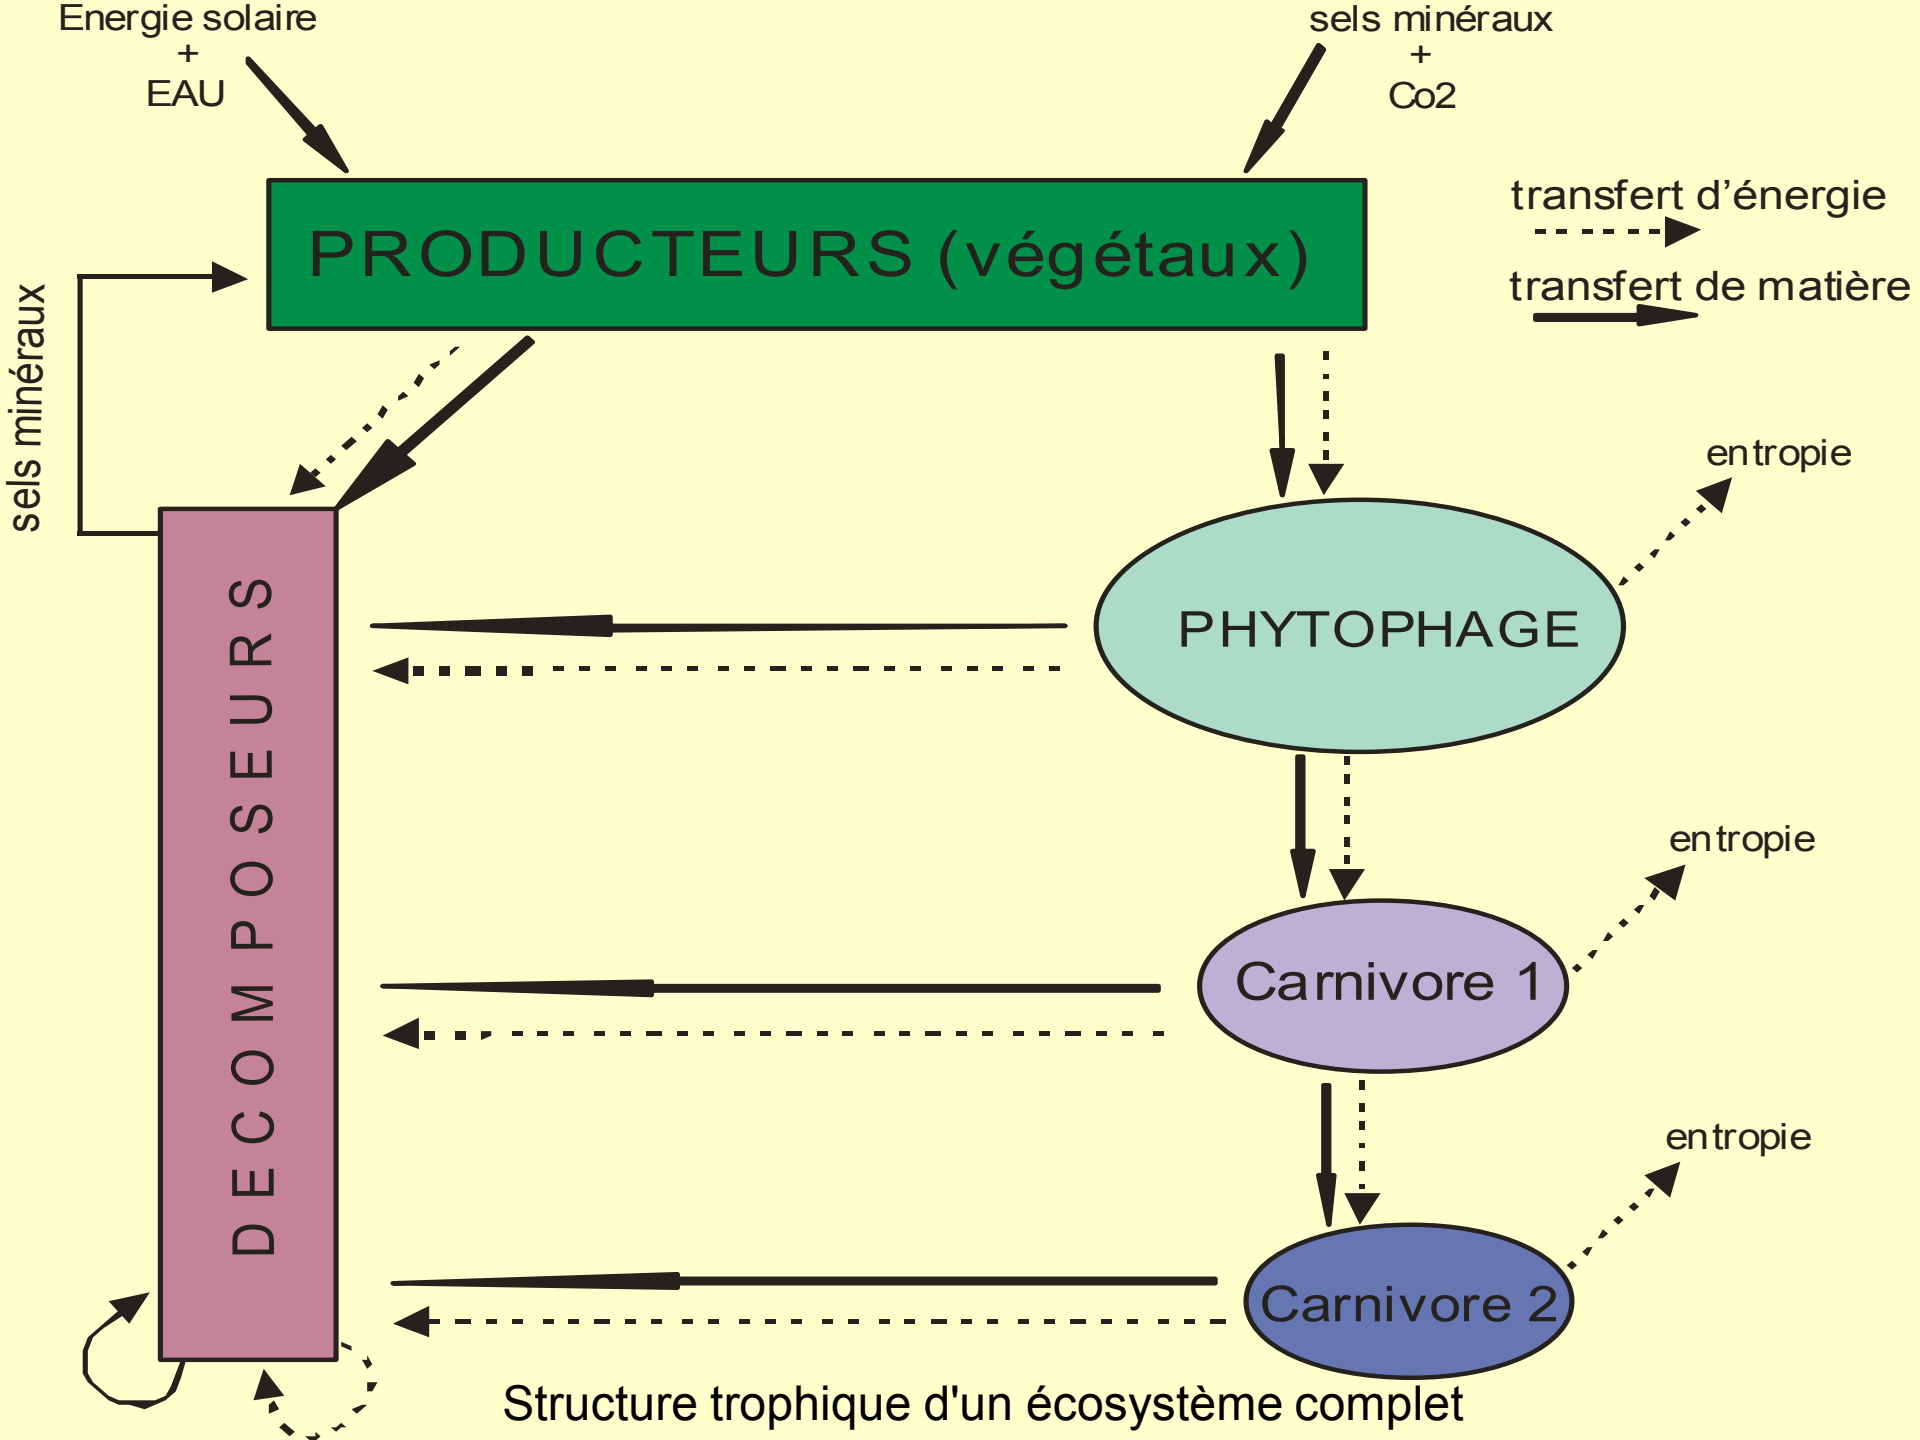 Energie solaire
+
EAU
sels minéraux
+
Co2
PRODUCTEURS (végétaux)
transfert d’énergie
transfert de matière
sels minéraux
entropie
PHYTOPHAGE
DECOMPOSEURS
entropie
Carnivore 1
entropie
Carnivore 2
Structure trophique d'un écosystème complet